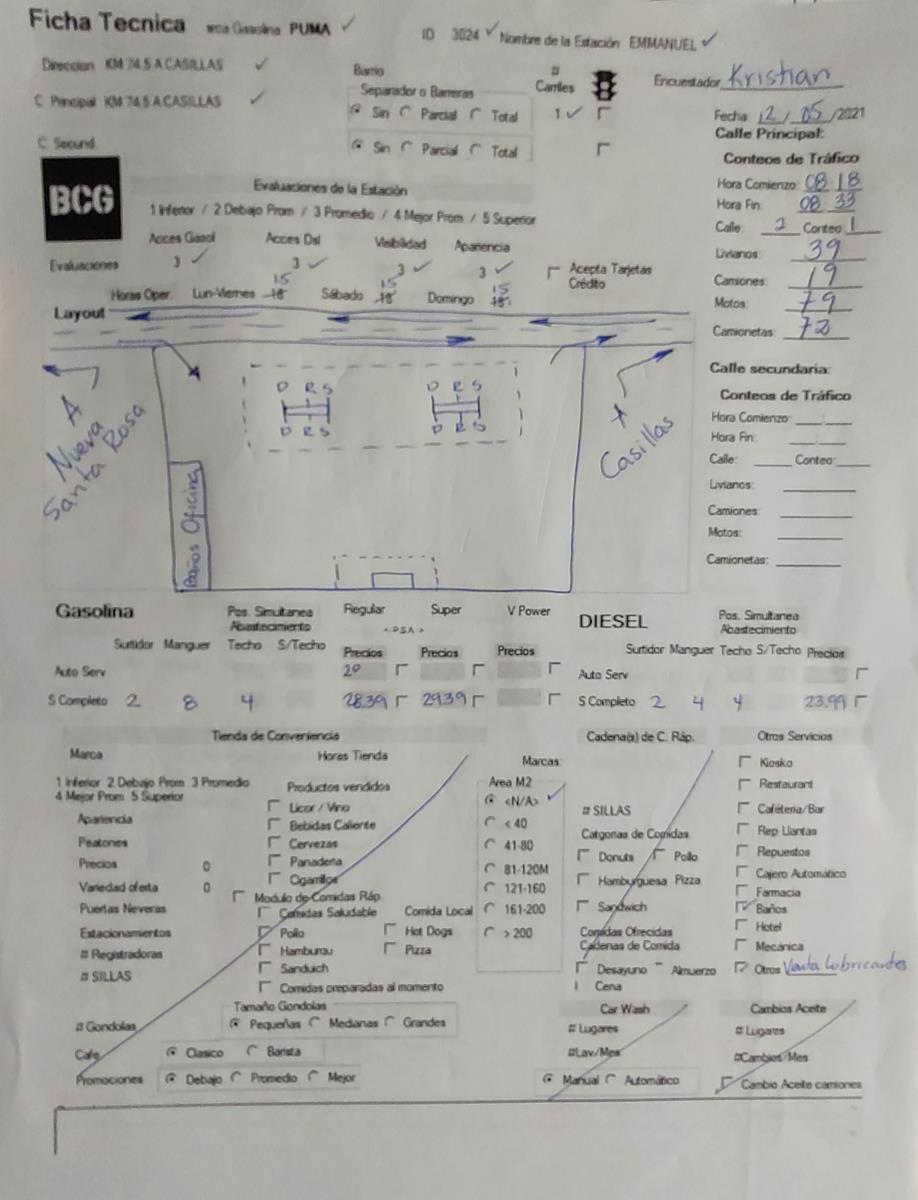 Ficha Tecnica arca Gasolina PUMA ✓ ID 3024 ✓ Nombre de la Estación EMMANUEL ✓
Direccion KM 74.5 A CASILLAS ✓ Barrio # Carriles Encuestador Kristian
C Principal KM 74.5 A CASILLAS ✓ Separador o Barreras
Sin Parcial Total 1 ✓ Fecha: 12/05/2021
C. Secund. Sin Parcial Total
Calle Principal:
Conteos de Tráfico
Hora Comienzo: 08:18
Hora Fin: 08:33
Calle: 2 Conteo: 1
Livianos: 39
Camiones: 19
Motos: 79
Camionetas: 72
BCG
Evaluaciones de la Estación
1 Inferior / 2 Debajo Prom / 3 Promedio / 4 Mejor Prom / 5 Superior
Acces Gasol Acces Dsl Visibilidad Apariencia
Evaluaciones 3 ✓ 3 ✓ 3 ✓ 3 ✓ Acepta Tarjetas
Crédito
15 15 15
Horas Oper. Lun-Viernes 18 Sábado 18 Domingo 18
Layout
Calle secundaria:
Conteos de Tráfico
Hora Comienzo:
Hora Fin:
Calle: Conteo:
Livianos:
Camiones:
Motos:
Camionetas:
D R S D R S
D R S D R S
A
Nueva
Santa Rosa
A
Casillas
Baños Oficina
Gasolina Pos. Simultanea Abastecimiento Regular Super V Power
<PSA>
Surtidor Manguer Techo S/Techo Precios Precios Precios
Auto Serv 29
S Completo 2 8 4 28.39 29.39
DIESEL Pos. Simultanea Abastecimiento
Surtidor Manguer Techo S/Techo Precios
Auto Serv
S Completo 2 4 4 23.99
Tienda de Conveniencia
Marca Horas Tienda
1 Inferior 2 Debajo Prom 3 Promedio
4 Mejor Prom 5 Superior
Apariencia
Peatones
Precios 0
Variedad oferta 0
Puertas Neveras
Estacionamientos
# Registradoras
# SILLAS
Productos vendidos
Licor / Vino
Bebidas Caliente
Cervezas
Panaderia
Cigarrillos
Modulo de Comidas Ráp.
Comidas Saludable Comida Local
Pollo Hot Dogs
Hamburgu Pizza
Sanduich
Comidas preparadas al momento
Marcas:
Area M2
<N/A> ✓
< 40
41-80
81-120M
121-160
161-200
> 200
Tamaño Gondolas
# Gondolas Pequeñas Medianas Grandes
Cafe Clasico Barista
Promociones Debajo Promedio Mejor
Cadena(s) de C. Ráp.
# SILLAS
Catgorias de Comidas
Donuts Pollo
Hamburguesa Pizza
Sandwich
Comidas Ofrecidas
Cadenas de Comida
Desayuno Almuerzo
Cena
Car Wash
# Lugares
#Lav/Mes
Manual Automático
Otros Servicios
Kiosko
Restaurant
Caféteria/Bar
Rep Llantas
Repuestos
Cajero Automático
Farmacia
Baños
Hotel
Mecánica
Otros Venta lubricantes
Cambios Aceite
# Lugares
#Cambios/Mes
Cambio Aceite camiones